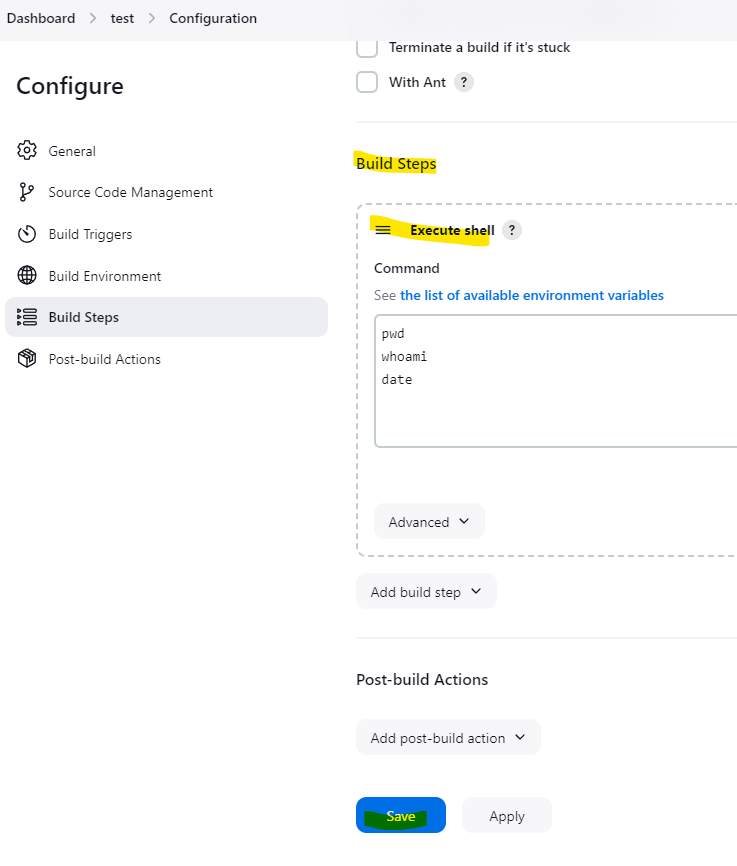 Dashboard > test > Configuration
Configure
General
Source Code Management
Build Triggers
Build Environment
Build Steps
Post-build Actions
Terminate a build if it's stuck
With Ant ?
Build Steps
Execute shell ?
Command
See the list of available environment variables
pwd
whoami
date
Advanced
Add build step
Post-build Actions
Add post-build action
Save Apply